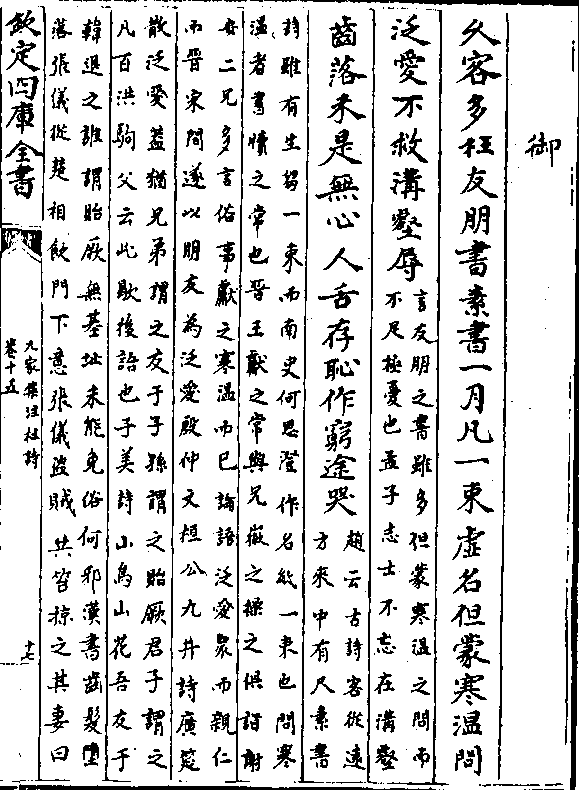 御
久客多枉友朋書素書一月凡一束虛名但蒙寒溫問
泛愛不救溝壑辱言友朋之書雖多但蒙寒溫之問而
不足極憂也孟子志士不忘在溝壑
齒落未是無心人舌存恥作窮途哭趙云古詩客從遠
方來中有尺素書
詩雖有生芻一束而南史何思澄作名紙一束也問寒
溫者書牘之常也晉王獻之常與兄徽之操之俱詣謝
安二兄多言俗事獻之寒溫而已論語泛愛衆而親仁
而晉宋間遂以朋友為泛愛殷仲文桓公九井詩廣筵
散泛愛蓋猶兄弟謂之友于子孫謂之貽厥君子謂之
凡百洪駒父云此歇後語也子美詩山鳥山花吾友于
韓退之誰謂貽厥無基址未能免俗何邪漢書齒髮墮
落張儀從楚相飲門下意張儀盜賊共笞掠之其妻曰
欽定四庫全書
九家集注杜詩
卷十五
十七